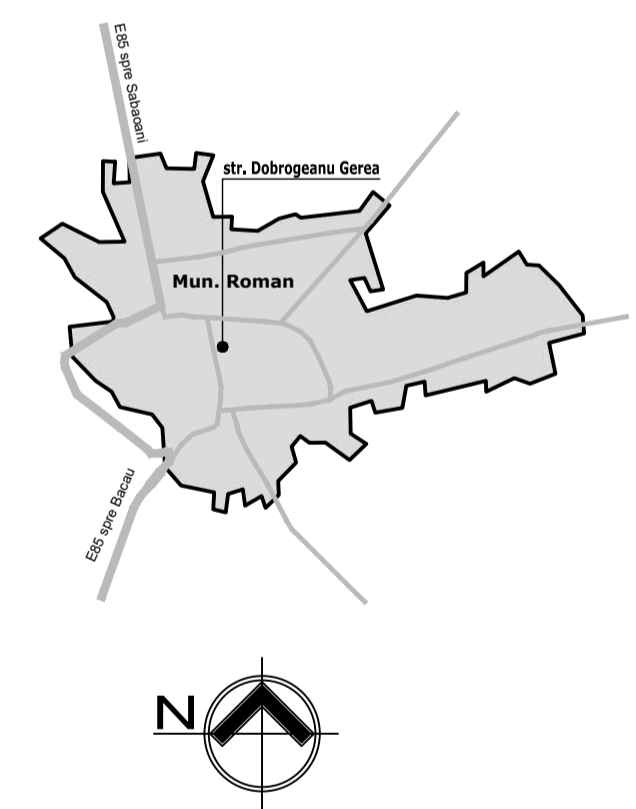 E85 spre Sabaoani
str. Dobrogeanu Gerea
Mun. Roman
E85 spre Bacau
N